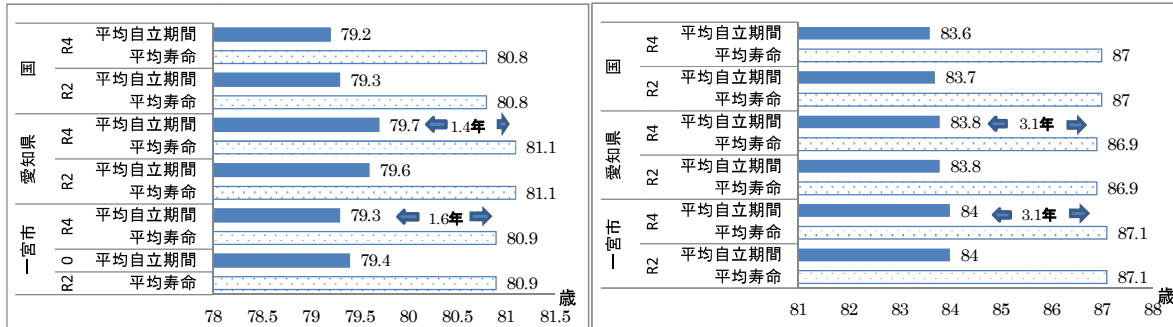 国
R4
平均自立期間
79.2
平均寿命
80.8
R2
平均自立期間
79.3
平均寿命
80.8
愛知県
R4
平均自立期間
79.7
1.4年
平均寿命
81.1
R2
平均自立期間
79.6
平均寿命
81.1
一宮市
R4
平均自立期間
79.3
1.6年
平均寿命
80.9
0
平均自立期間
79.4
R2
平均寿命
80.9
歳
78 78.5 79 79.5 80 80.5 81 81.5
国
R4
平均自立期間
83.6
平均寿命
87
R2
平均自立期間
83.7
平均寿命
87
愛知県
R4
平均自立期間
83.8
3.1年
平均寿命
86.9
R2
平均自立期間
83.8
平均寿命
86.9
一宮市
R4
平均自立期間
84
3.1年
平均寿命
87.1
R2
平均自立期間
84
平均寿命
87.1
歳
81 82 83 84 85 86 87 88